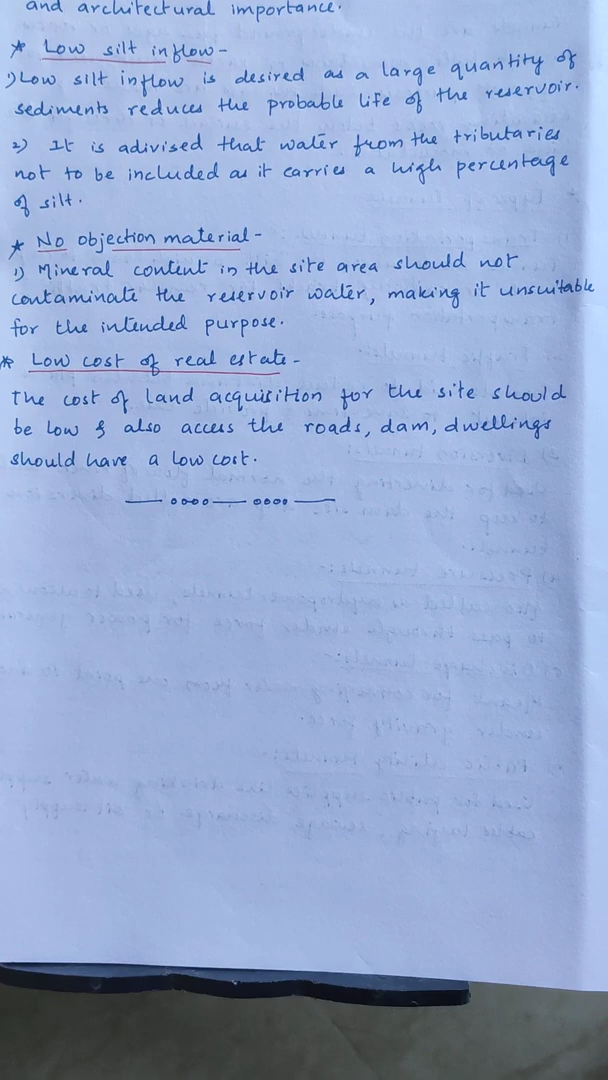 and architectural importance.
* Low silt inflow -
1) Low silt inflow is desired as a large quantity of
sediments reduces the probable life of the reservoir.
2) It is adivised that water from the tributaries
not to be included as it carries a high percentage
of silt.
* No objection material -
1) Mineral content in the site area should not
contaminate the reservoir water, making it unsuitable
for the intended purpose.
* Low cost of real estate -
The cost of land acquisition for the site should
be low & also access the roads, dam, dwellings
should have a low cost.